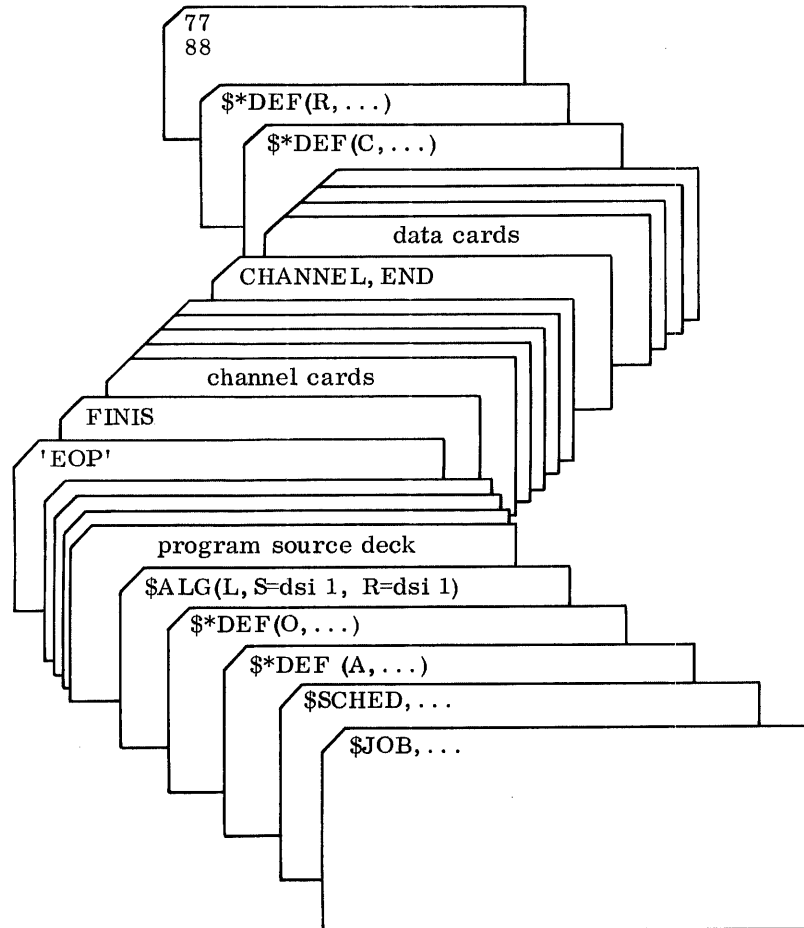 77
88
$*DEF(R, ...)
$*DEF(C, ...)
data cards
CHANNEL, END
channel cards
FINIS
'EOP'
program source deck
$ALG(L, S=dsi 1, R=dsi 1)
$*DEF(O, ...)
$*DEF (A, ...)
$SCHED, ...
$JOB, ...